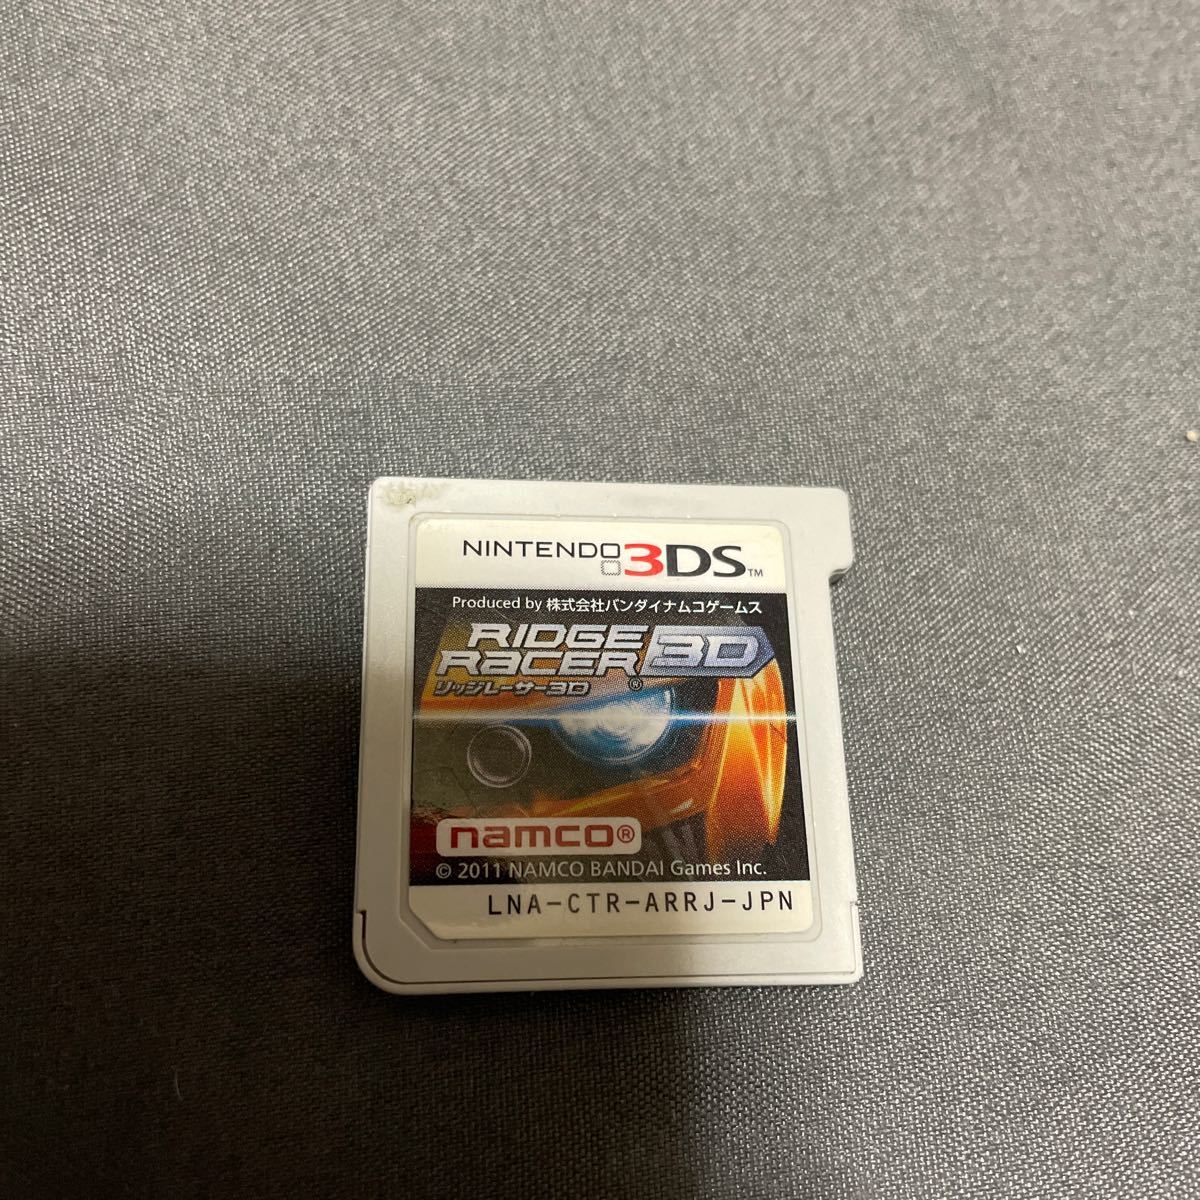 NINTENDO 3DS™
Produced by 株式会社バンダイナムコゲームス
RIDGE
RACER® 3D
リッジレーサー3D
namco®
© 2011 NAMCO BANDAI Games Inc.
LNA-CTR-ARRJ-JPN